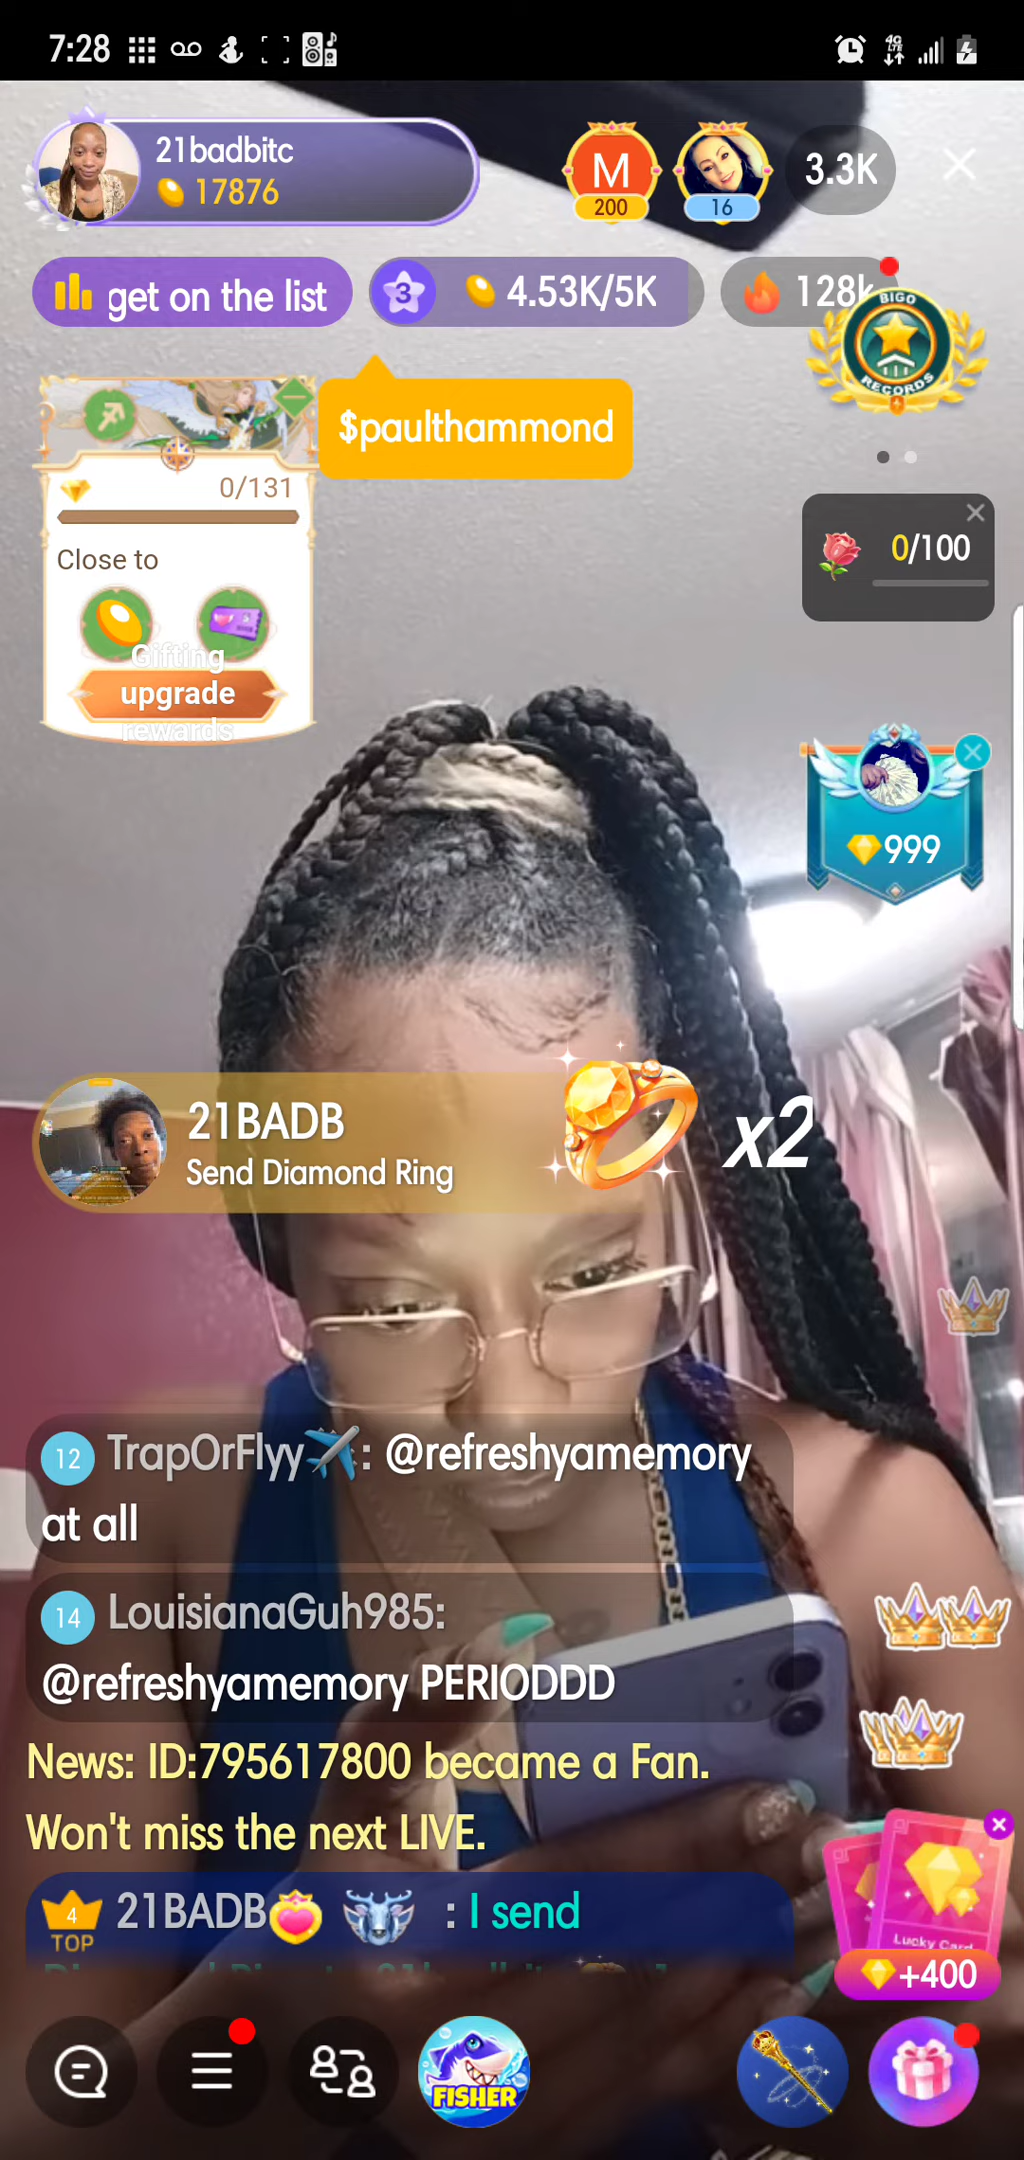 7:28
4G
LTE
21badbitc
17876
M
200
16
3.3K
get on the list
3
4.53K/5K
128k
BIGO
RECORDS
$paulthammond
0/131
Close to
Gifting
upgrade
rewards
0/100
999
21BADB
Send Diamond Ring
x2
12 TrapOrFlyy✈️: @refreshyamemory
at all
14 LouisianaGuh985:
@refreshyamemory PERIODDD
News: ID:795617800 became a Fan.
Won't miss the next LIVE.
4
TOP
21BADB : I send
Lucky Card
+400
FISHER